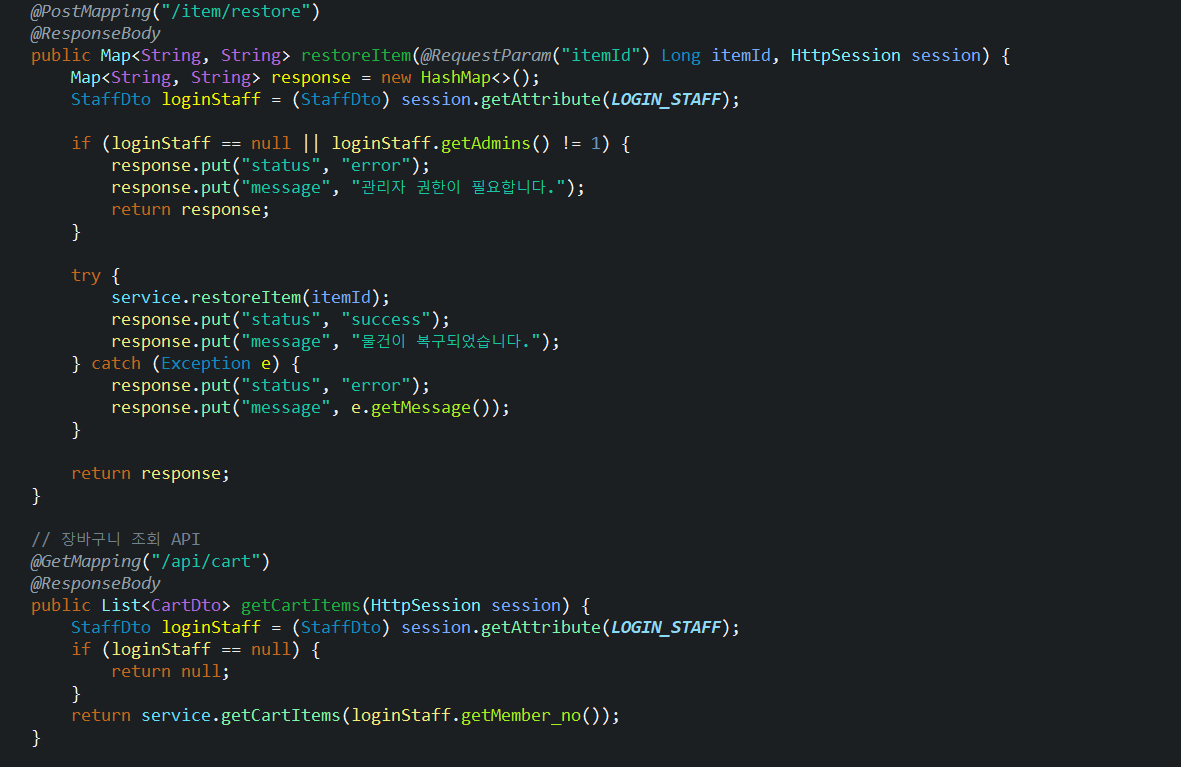 @PostMapping("/item/restore")
@ResponseBody
public Map<String, String> restoreItem(@RequestParam("itemId") Long itemId, HttpSession session) {
    Map<String, String> response = new HashMap<>();
    StaffDto loginStaff = (StaffDto) session.getAttribute(LOGIN_STAFF);

    if (loginStaff == null || loginStaff.getAdmins() != 1) {
        response.put("status", "error");
        response.put("message", "관리자 권한이 필요합니다.");
        return response;
    }

    try {
        service.restoreItem(itemId);
        response.put("status", "success");
        response.put("message", "물건이 복구되었습니다.");
    } catch (Exception e) {
        response.put("status", "error");
        response.put("message", e.getMessage());
    }

    return response;
}

// 장바구니 조회 API
@GetMapping("/api/cart")
@ResponseBody
public List<CartDto> getCartItems(HttpSession session) {
    StaffDto loginStaff = (StaffDto) session.getAttribute(LOGIN_STAFF);
    if (loginStaff == null) {
        return null;
    }
    return service.getCartItems(loginStaff.getMember_no());
}